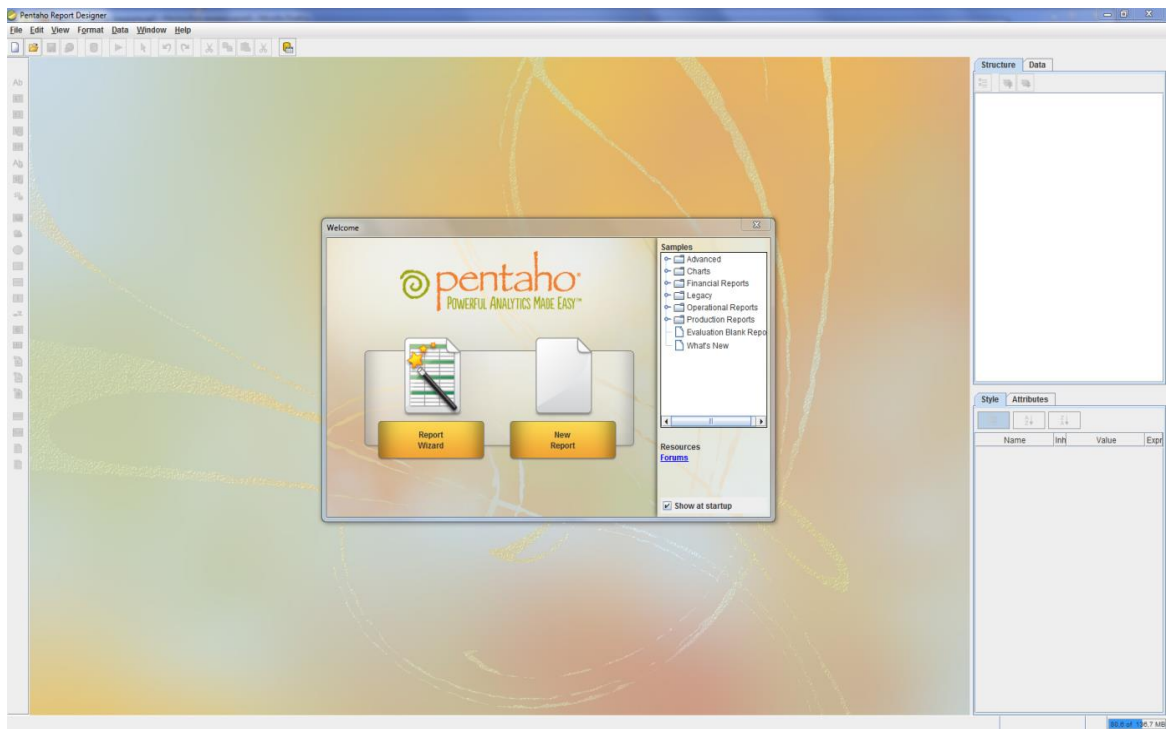 Pentaho Report Designer
File Edit View Format Data Window Help
Structure Data
Ab
Welcome
pentaho
POWERFUL ANALYTICS MADE EASY™
Report
Wizard
New
Report
Samples
Advanced
Charts
Financial Reports
Legacy
Operational Reports
Production Reports
Evaluation Blank Repo
What's New
Resources
Forums
Show at startup
Style Attributes
Name Inh Value Expr